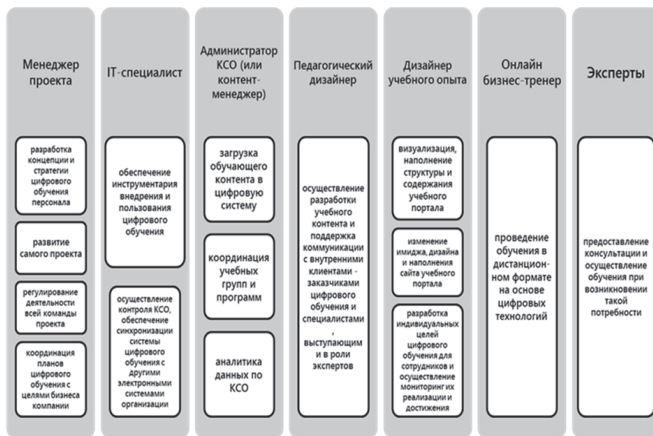 Менеджер
проекта
разработка
концепции и
стратегии
цифрового
обучения
персонала
развитие
самого проекта
регулирование
деятельности
всей команды
проекта
координация
планов
цифрового
обучения с
целями бизнеса
компании
IT-специалист
обеспечение
инструментария
внедрения и
пользования
цифрового
обучения
осуществление
контроля КСО,
обеспечение
синхронизации
системы
цифрового
обучения с
другими
электронными
системами
организации
Администратор
КСО (или
контент-
менеджер)
загрузка
обучающего
контента в
цифровую
систему
координация
учебных
групп и
программ
аналитика
данных по
КСО
Педагогический
дизайнер
осуществление
разработки
учебного
контента и
поддержка
коммуникации
с внутренними
клиентами -
заказчиками
цифрового
обучения и
специалистами
,
выступающим
и в роли
экспертов
Дизайнер
учебного опыта
визуализация,
наполнение
структуры и
содержания
учебного
портала
изменение
имиджа, дизайна
и наполнения
сайта учебного
портала
разработка
индивидуальных
целей
цифрового
обучения для
сотрудников и
осуществление
мониторинг их
реализации и
достижения
Онлайн
бизнес-тренер
проведение
обучения в
дистанцион-
ном формате
на основе
цифровых
технологий
Эксперты
предоставление
консультации и
осуществление
обучения при
возникновении
такой
потребности